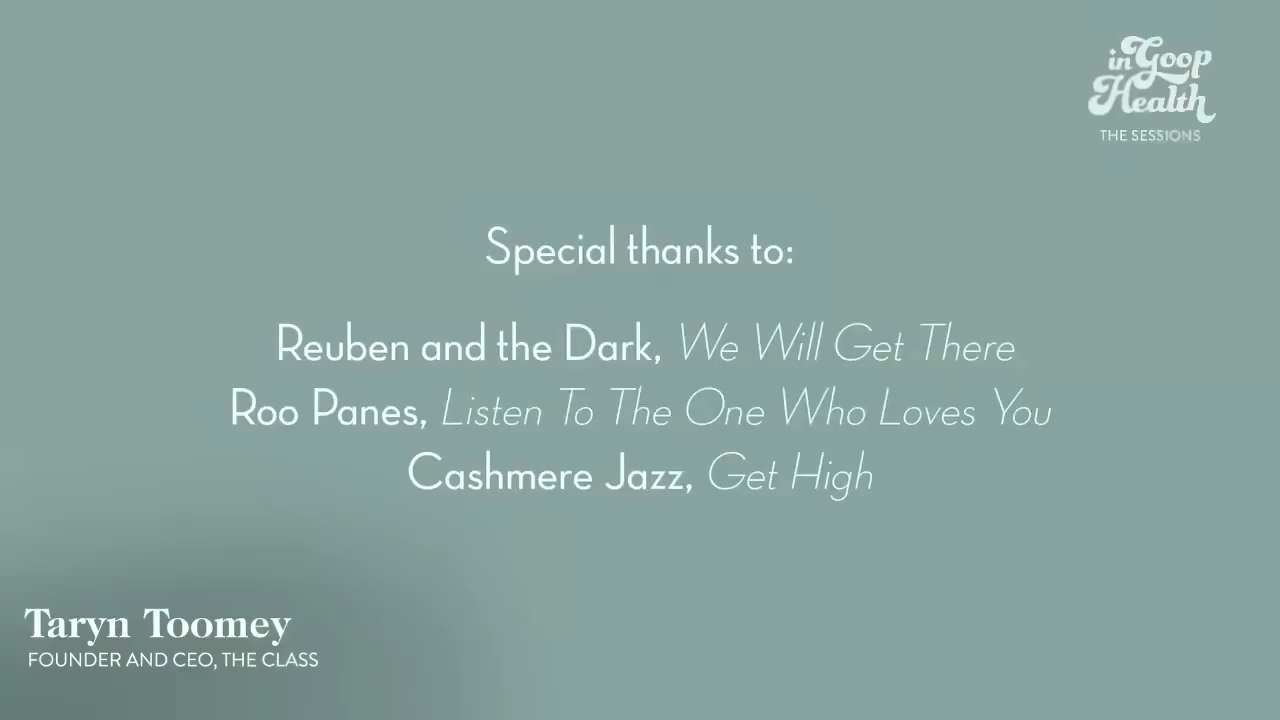 in Goop
Health
THE SESSIONS
Special thanks to:
Reuben and the Dark, We Will Get There
Roo Panes, Listen To The One Who Loves You
Cashmere Jazz, Get High
Taryn Toomey
FOUNDER AND CEO, THE CLASS